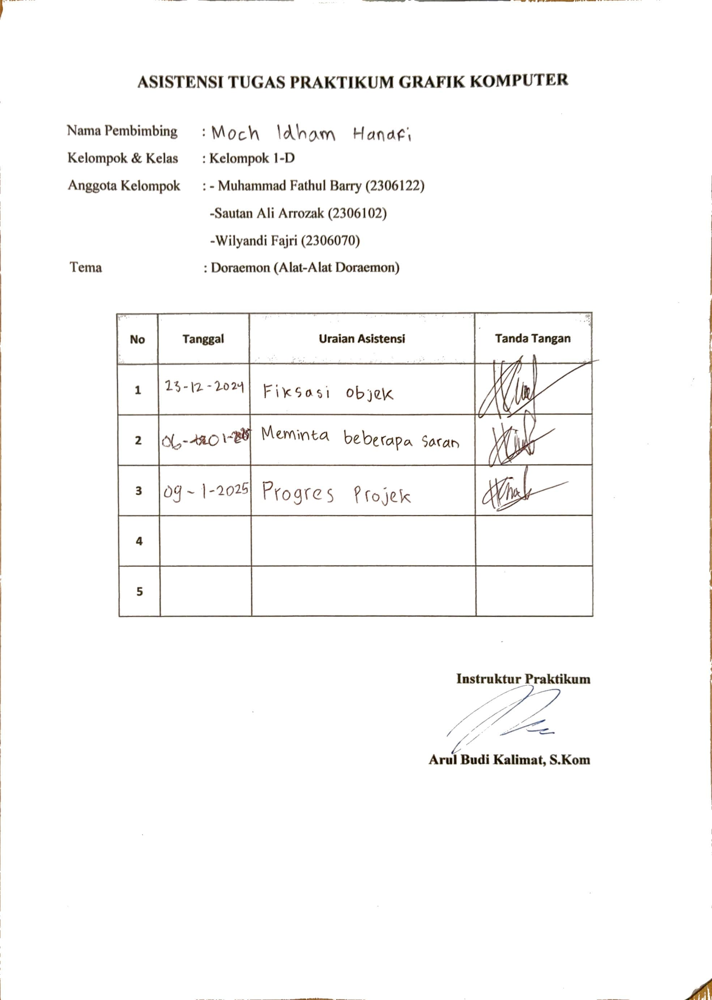 ASISTENSI TUGAS PRAKTIKUM GRAFIK KOMPUTER
Nama Pembimbing : Moch Idham Hanafi
Kelompok & Kelas : Kelompok 1-D
Anggota Kelompok : - Muhammad Fathul Barry (2306122)
-Sautan Ali Arrozak (2306102)
-Wilyandi Fajri (2306070)
Tema : Doraemon (Alat-Alat Doraemon)
No Tanggal Uraian Asistensi Tanda Tangan
1 23-12-2024 Fiksasi objek
2 06-01-2025 Meminta beberapa saran
3 09-1-2025 Progres Projek
4
5
Instruktur Praktikum
Arul Budi Kalimat, S.Kom